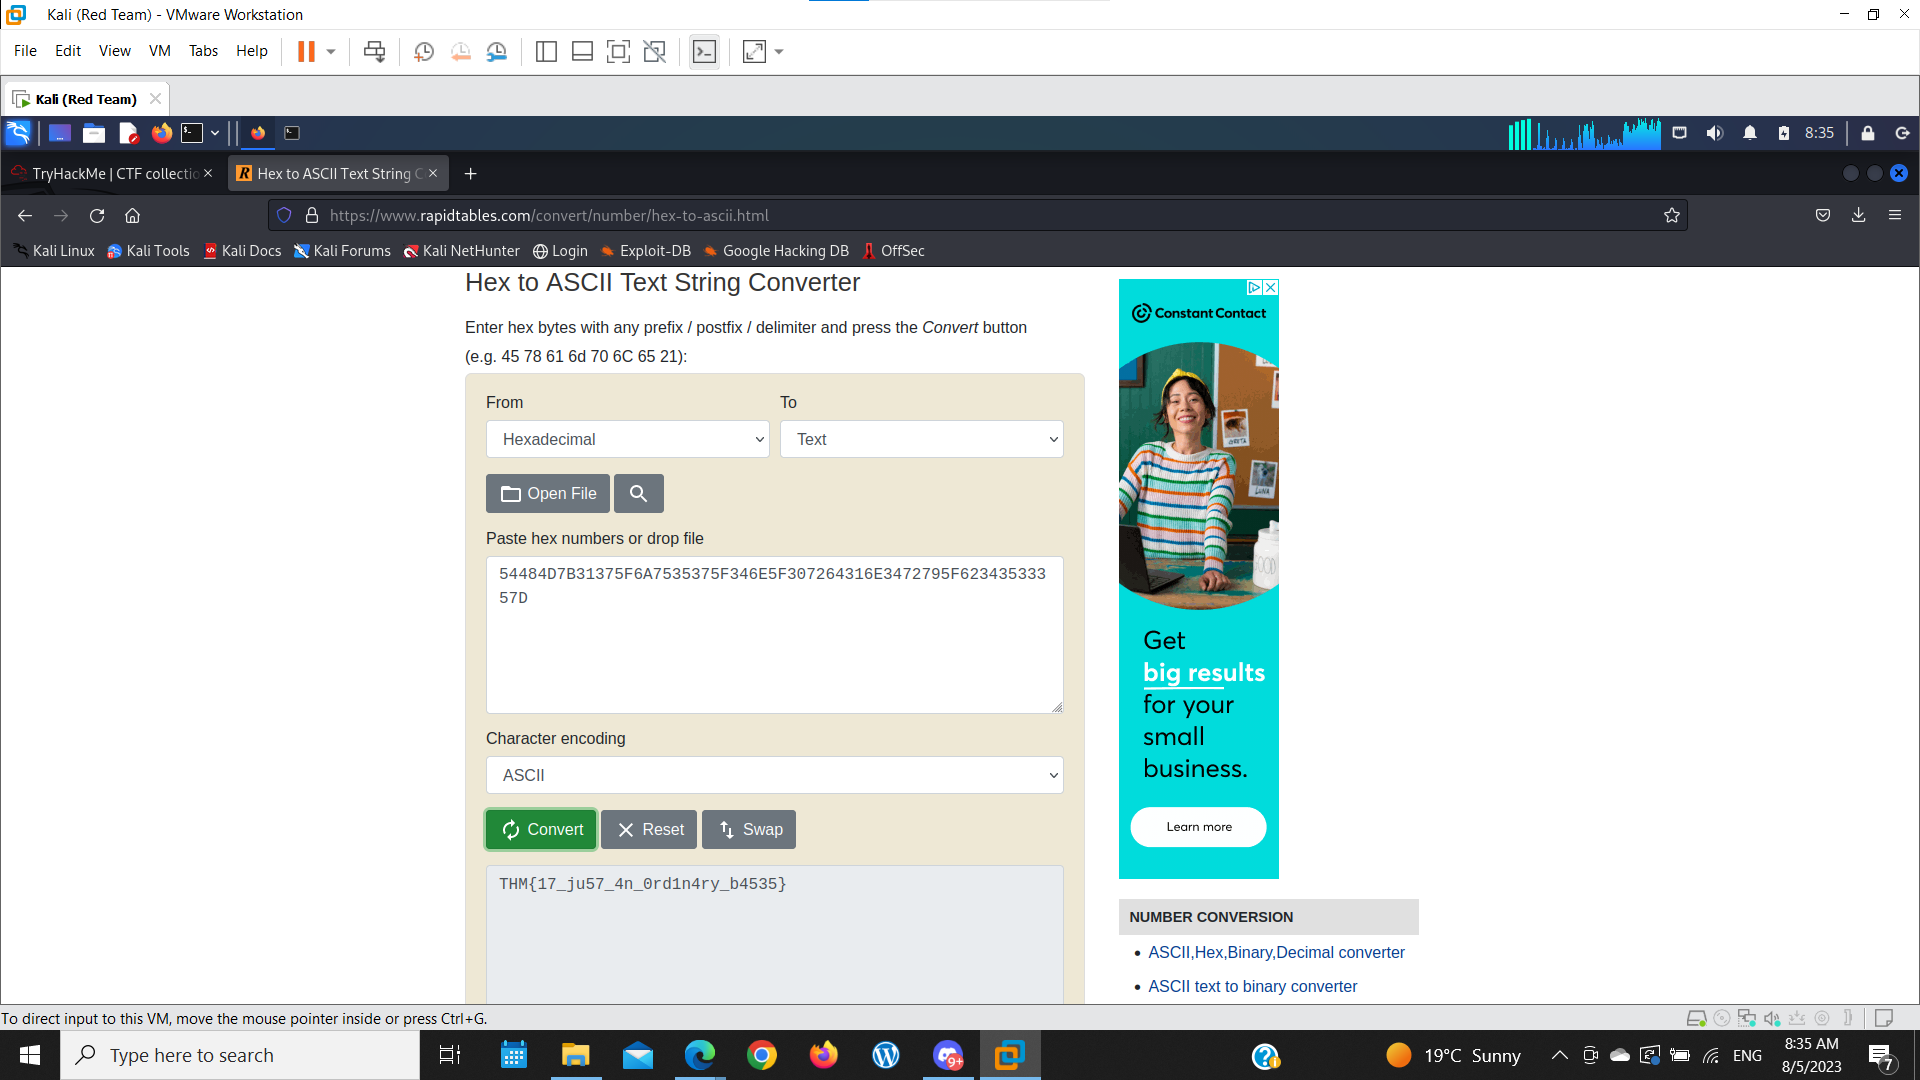 Kali (Red Team) - VMware Workstation
File Edit View VM Tabs Help
Kali (Red Team)
8:35
TryHackMe | CTF collectio
Hex to ASCII Text String C
https://www.rapidtables.com/convert/number/hex-to-ascii.html
Kali Linux Kali Tools Kali Docs Kali Forums Kali NetHunter Login Exploit-DB Google Hacking DB OffSec
Hex to ASCII Text String Converter
Enter hex bytes with any prefix / postfix / delimiter and press the Convert button
(e.g. 45 78 61 6d 70 6C 65 21):
From To
Hexadecimal Text
Open File
Paste hex numbers or drop file
54484D7B31375F6A7535375F346E5F307264316E3472795F623435333
57D
Character encoding
ASCII
Convert Reset Swap
THM{17_ju57_4n_0rd1n4ry_b4535}
Constant Contact
LUNA
FOOD
Get
big results
for your
small
business.
Learn more
NUMBER CONVERSION
ASCII,Hex,Binary,Decimal converter
ASCII text to binary converter
To direct input to this VM, move the mouse pointer inside or press Ctrl+G.
Type here to search
9+
19°C Sunny
ENG
8:35 AM
8/5/2023
7